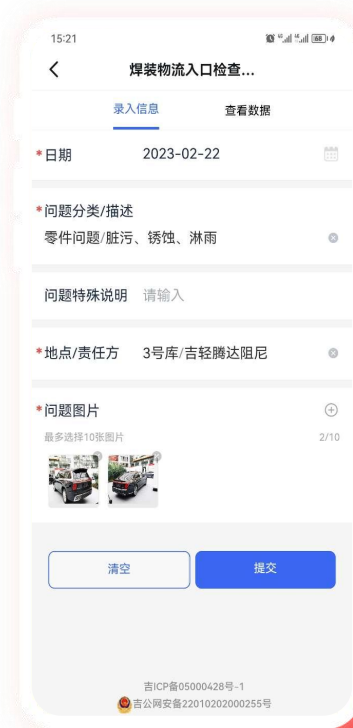 15:21
68
焊装物流入口检查...
录入信息 查看数据
*日期 2023-02-22
*问题分类/描述
零件问题/脏污、锈蚀、淋雨
问题特殊说明 请输入
*地点/责任方 3号库/吉轻腾达阻尼
*问题图片
最多选择10张图片 2/10
清空 提交
吉ICP备05000428号-1
吉公网安备22010202000255号